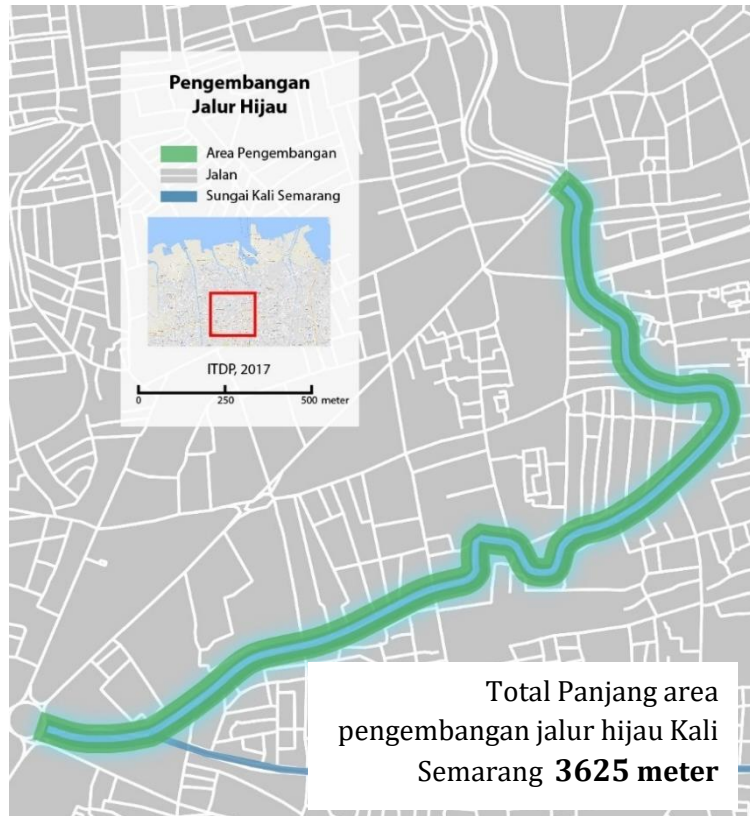 Pengembangan
Jalur Hijau
Area Pengembangan
Jalan
Sungai Kali Semarang
ITDP, 2017
0 250 500 meter
Total Panjang area
pengembangan jalur hijau Kali
Semarang 3625 meter